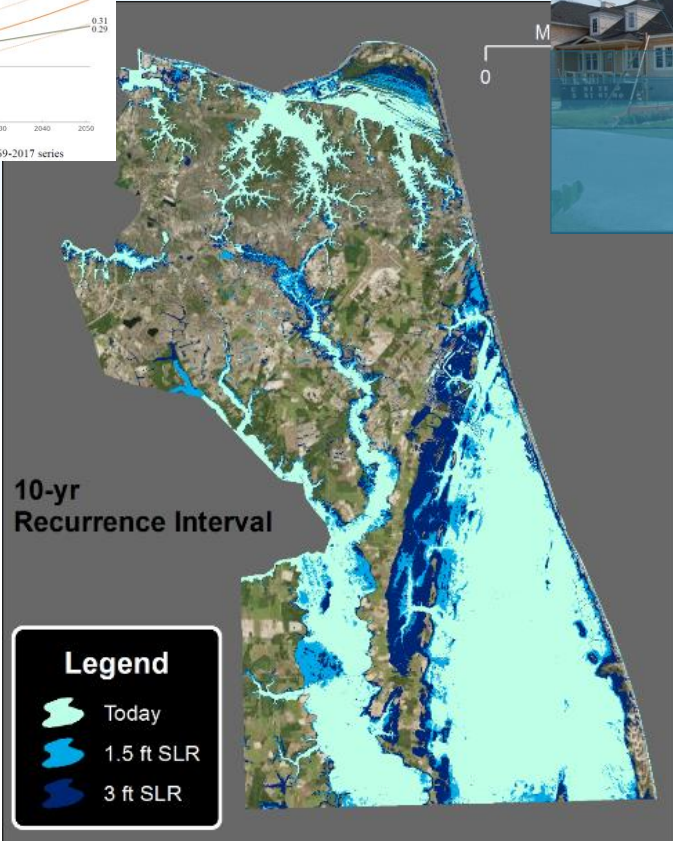 0.31
0.29
2040
2050
-2017 series
M
0
10-yr
Recurrence Interval
Legend
Today
1.5 ft SLR
3 ft SLR